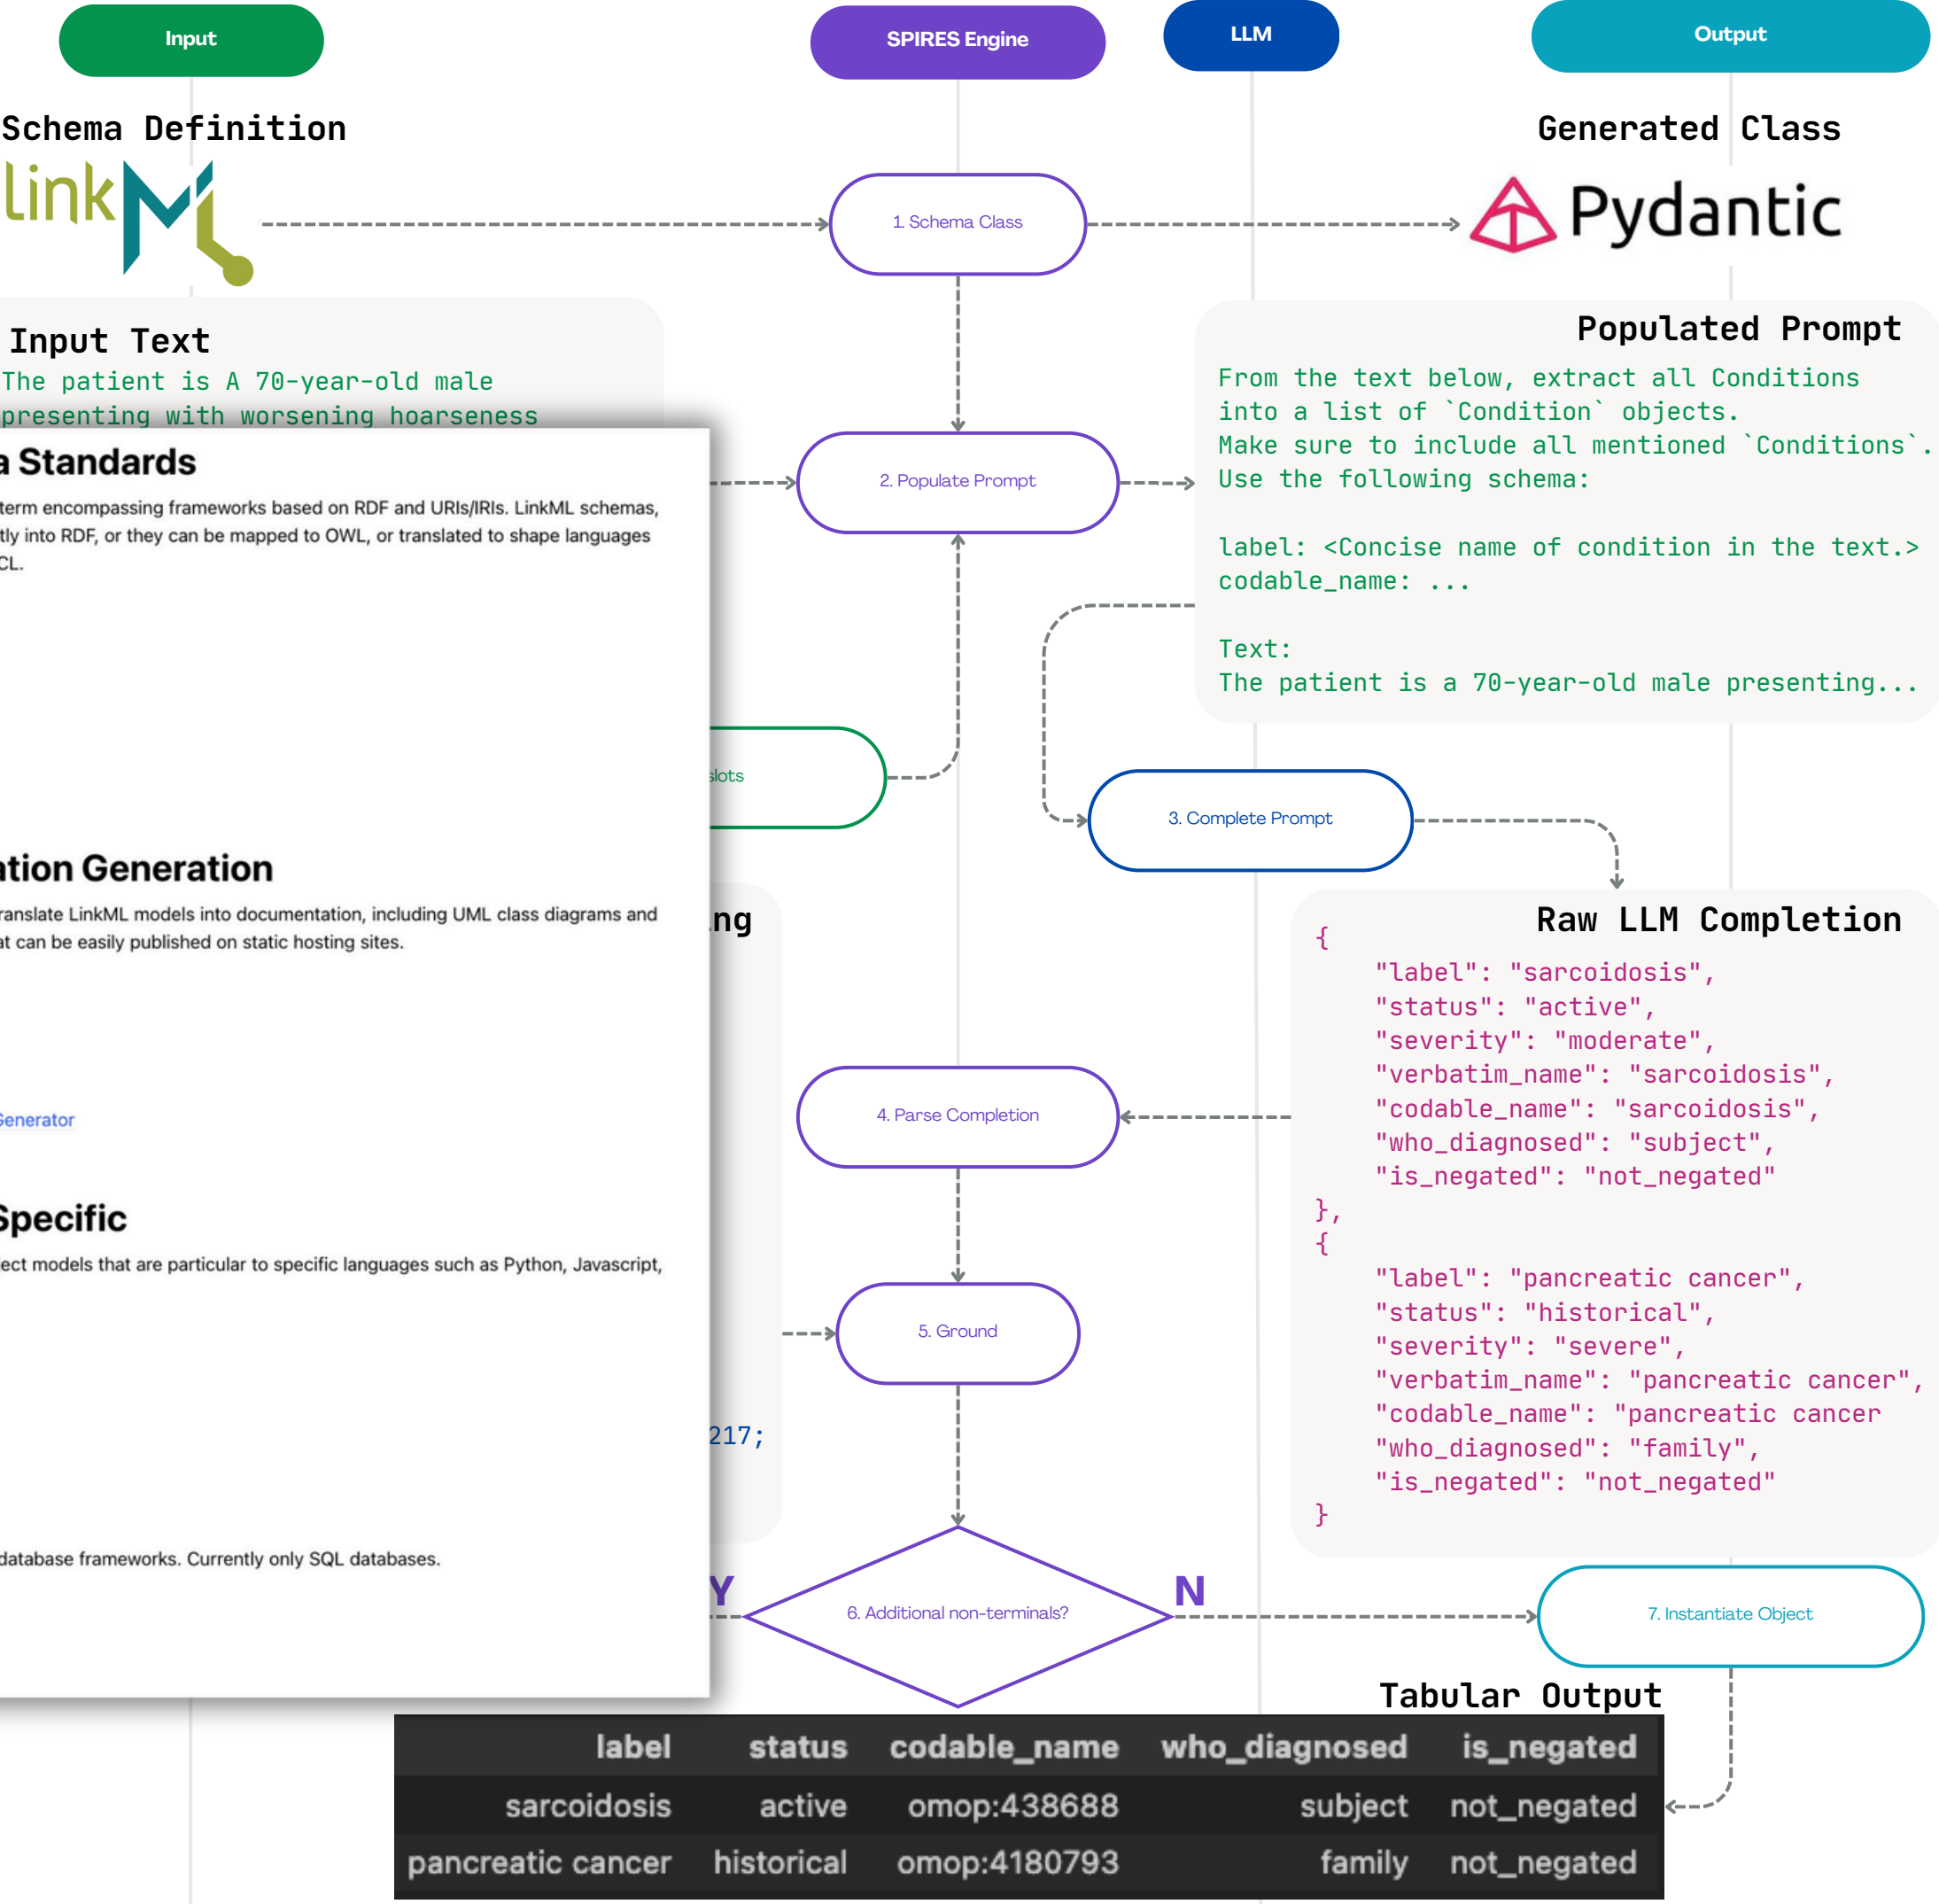 Input
SPIRES Engine
LLM
Output
Schema Definition
Generated Class
linkML
1. Schema Class
Pydantic
Input Text
The patient is A 70-year-old male
presenting with worsening hoarseness
Populated Prompt
From the text below, extract all Conditions
into a list of `Condition` objects.
Make sure to include all mentioned `Conditions`.
Use the following schema:
label: <Concise name of condition in the text.>
codable_name: ...
Text:
The patient is a 70-year-old male presenting...
2. Populate Prompt
a Standards
term encompassing frameworks based on RDF and URIs/IRIs. LinkML schemas,
tly into RDF, or they can be mapped to OWL, or translated to shape languages
CL.
slots
3. Complete Prompt
ation Generation
ranslate LinkML models into documentation, including UML class diagrams and
at can be easily published on static hosting sites.
ng
Raw LLM Completion
{
"label": "sarcoidosis",
"status": "active",
"severity": "moderate",
"verbatim_name": "sarcoidosis",
"codable_name": "sarcoidosis",
"who_diagnosed": "subject",
"is_negated": "not_negated"
},
{
"label": "pancreatic cancer",
"status": "historical",
"severity": "severe",
"verbatim_name": "pancreatic cancer",
"codable_name": "pancreatic cancer
"who_diagnosed": "family",
"is_negated": "not_negated"
}
4. Parse Completion
Generator
Specific
ject models that are particular to specific languages such as Python, Javascript,
5. Ground
217;
database frameworks. Currently only SQL databases.
Y
6. Additional non-terminals?
N
7. Instantiate Object
Tabular Output
label status codable_name who_diagnosed is_negated
sarcoidosis active omop:438688 subject not_negated
pancreatic cancer historical omop:4180793 family not_negated